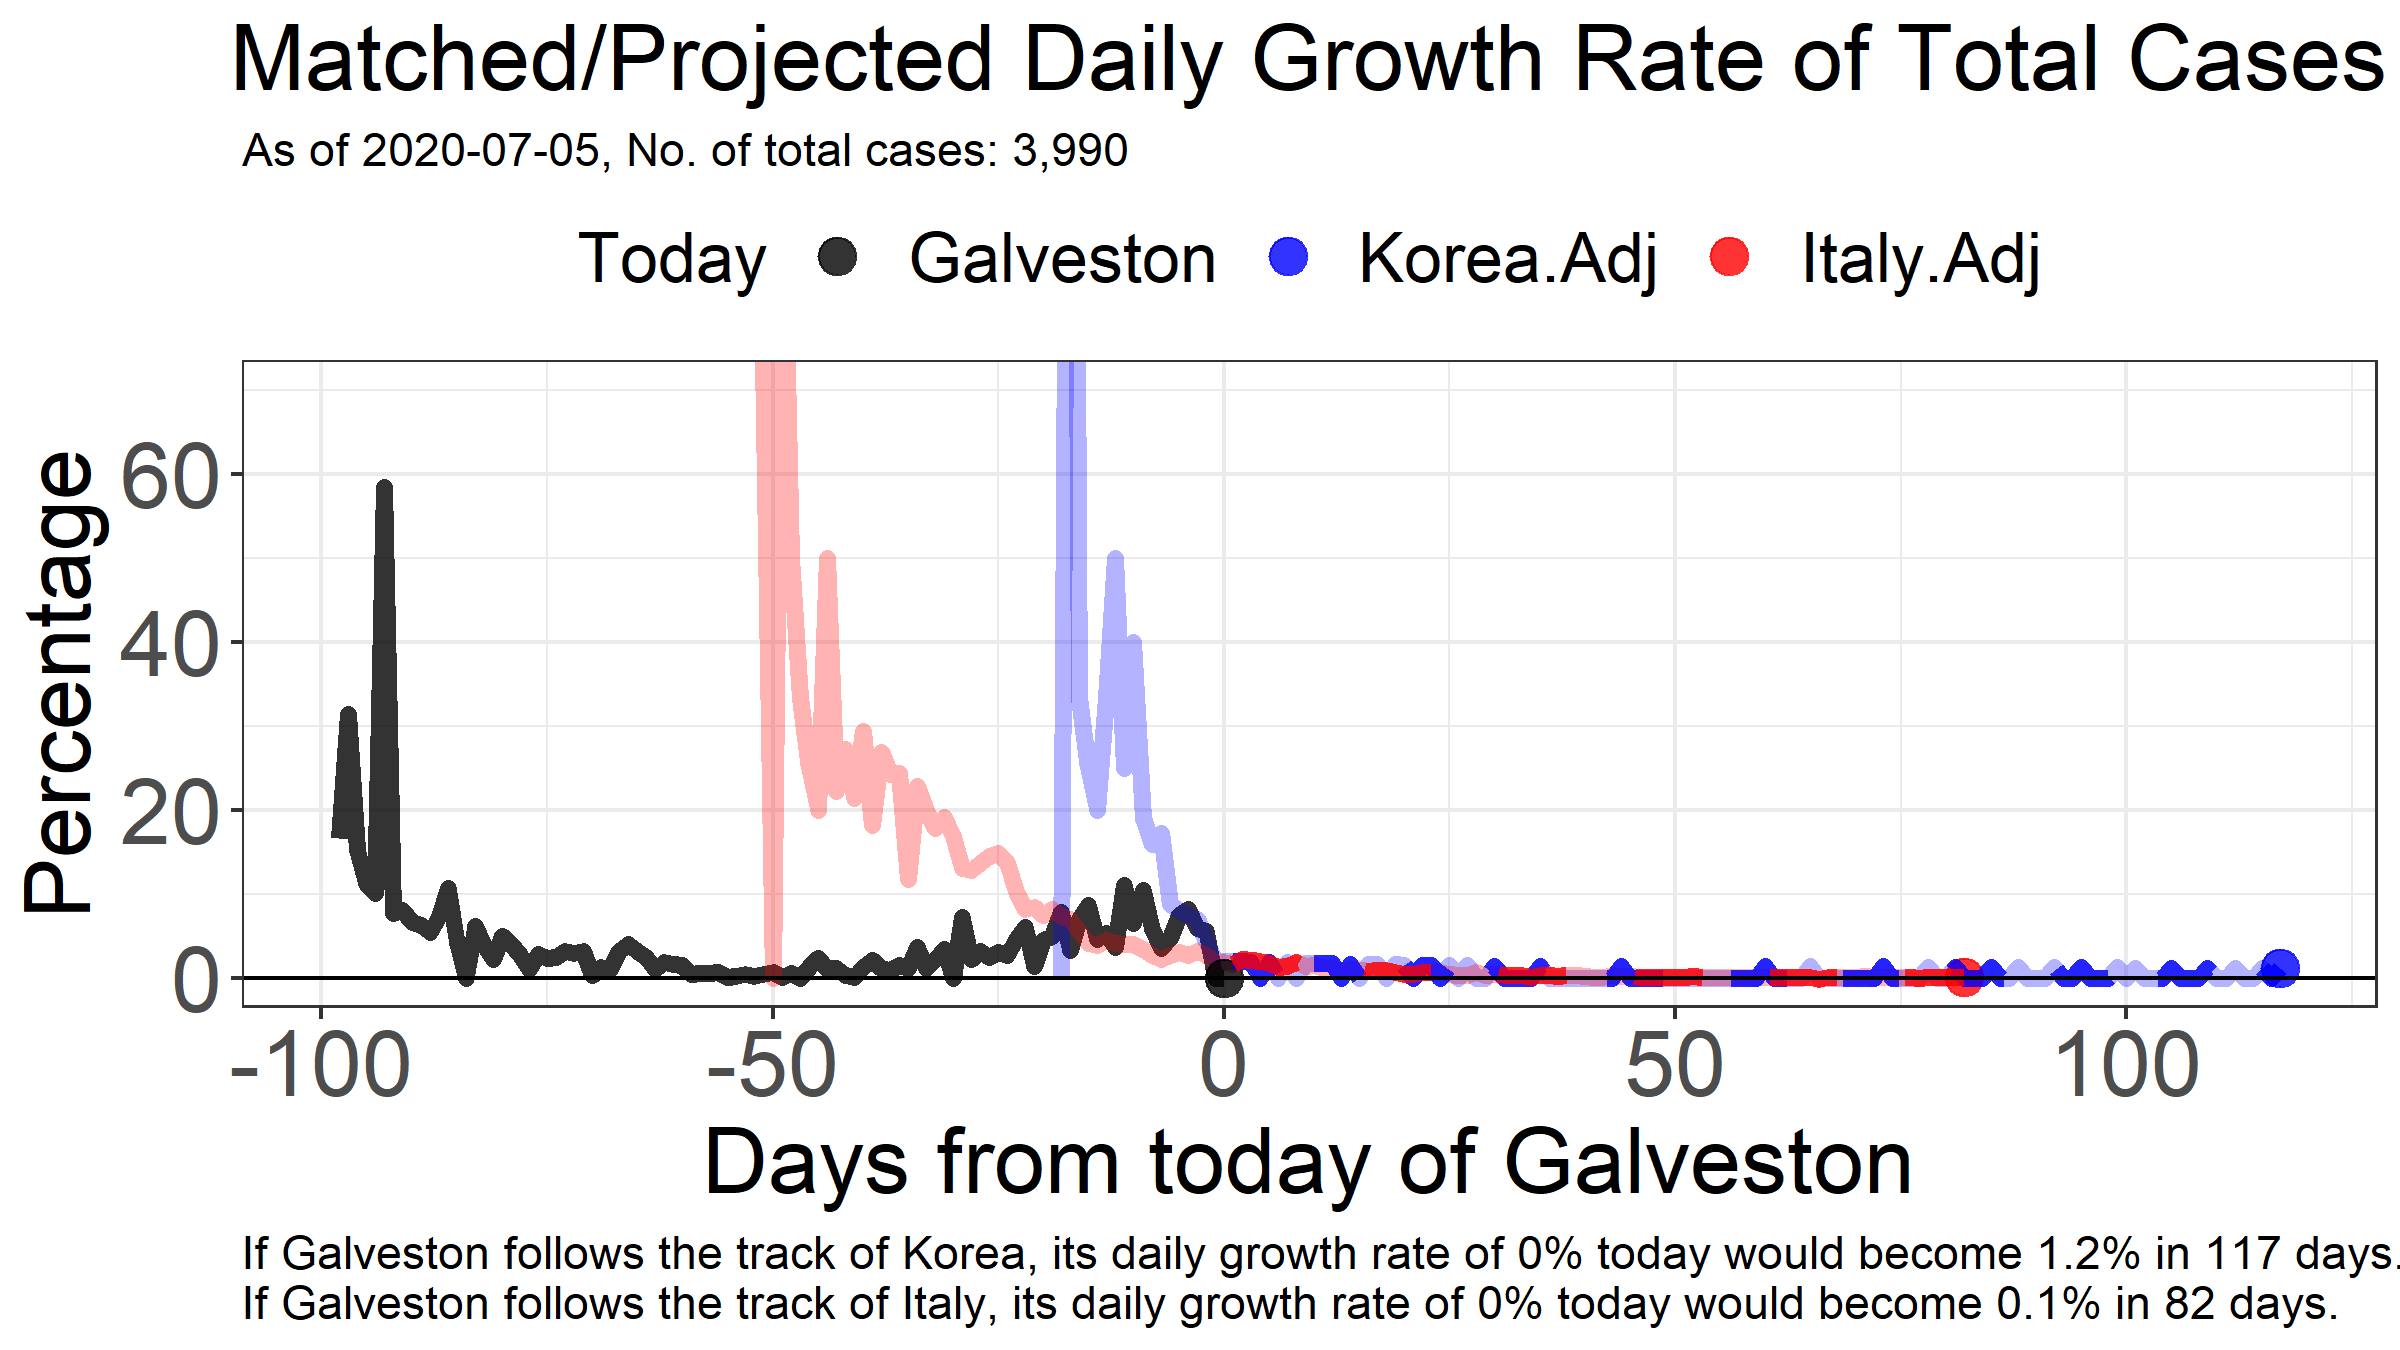 Matched/Projected Daily Growth Rate of Total Cases
As of 2020-07-05, No. of total cases: 3,990
Today Galveston Korea.Adj Italy.Adj
Percentage
60
40
20
0
-100 -50 0 50 100
Days from today of Galveston
If Galveston follows the track of Korea, its daily growth rate of 0% today would become 1.2% in 117 days.
If Galveston follows the track of Italy, its daily growth rate of 0% today would become 0.1% in 82 days.